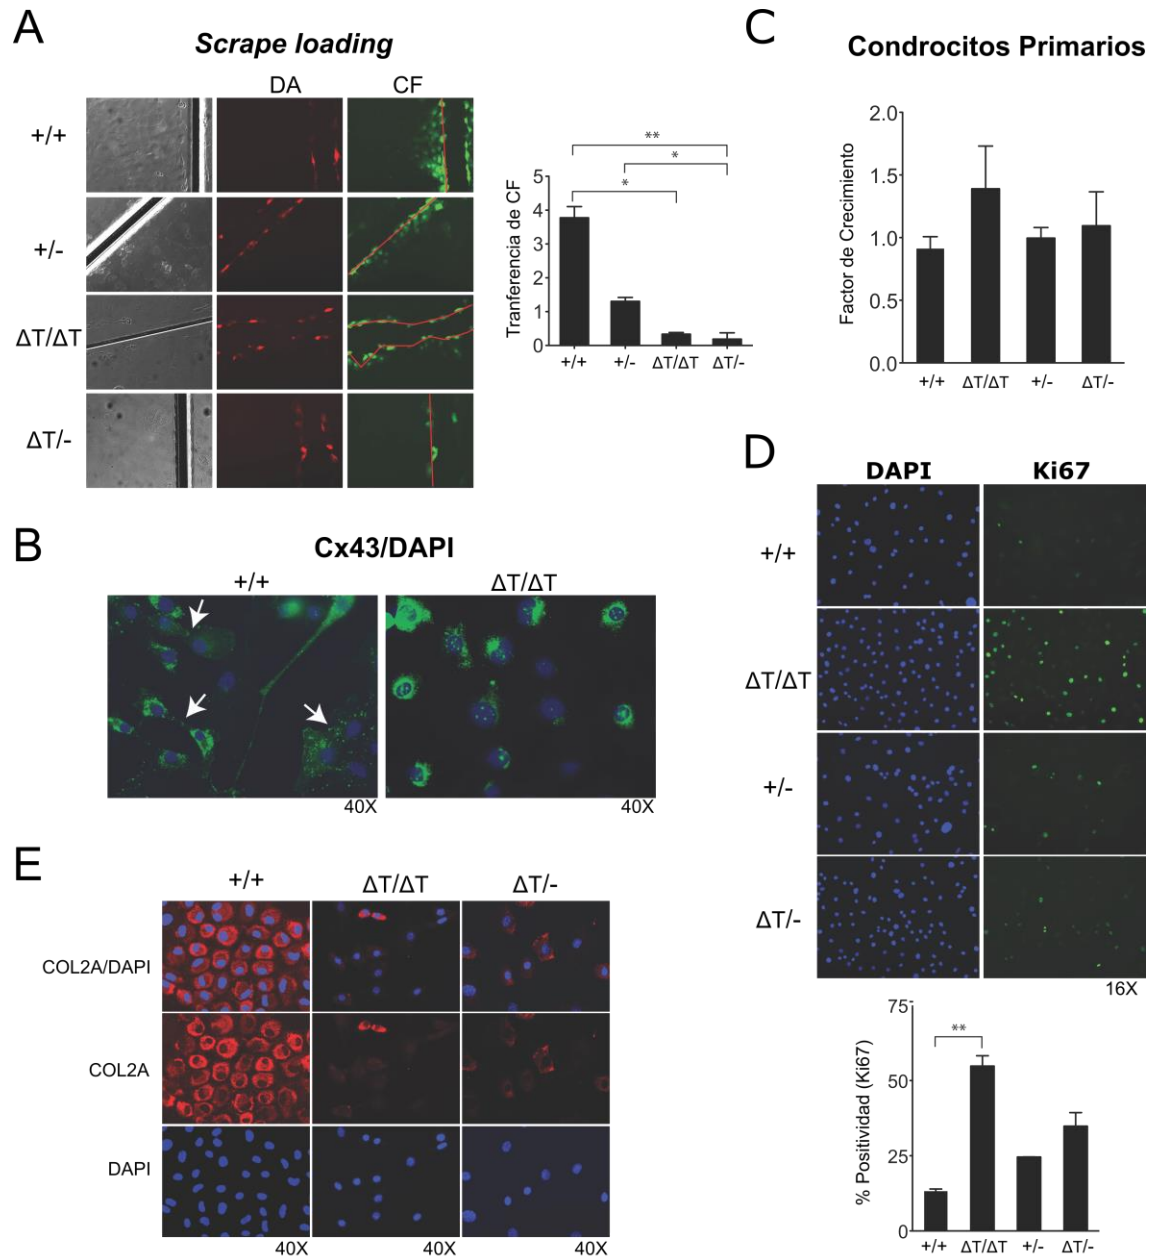 A
Scrape loading
DA CF
+/+
+/-
ΔT/ΔT
ΔT/-
** 
*
*
Tranferencia de CF
5
4
3
2
1
0
+/+ +/- ΔT/ΔT ΔT/-
B
Cx43/DAPI
+/+ ΔT/ΔT
40X 40X
C
Condrocitos Primarios
Factor de Crecimiento
2.0
1.5
1.0
0.5
0.0
+/+ ΔT/ΔT +/- ΔT/-
D
DAPI Ki67
+/+
ΔT/ΔT
+/-
ΔT/-
16X
% Positividad (Ki67)
75
50
25
0
**
+/+ ΔT/ΔT +/- ΔT/-
E
+/+ ΔT/ΔT ΔT/-
COL2A/DAPI
COL2A
DAPI
40X 40X 40X